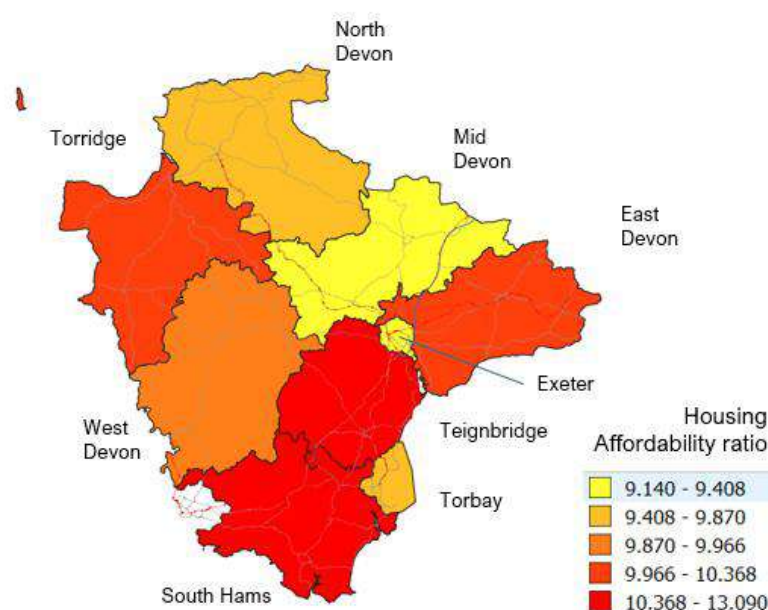 North
Devon
Torridge
Mid
Devon
East
Devon
Exeter
West
Devon
Teignbridge
Torbay
South Hams
Housing
Affordability ratio
9.140 - 9.408
9.408 - 9.870
9.870 - 9.966
9.966 - 10.368
10.368 - 13.090